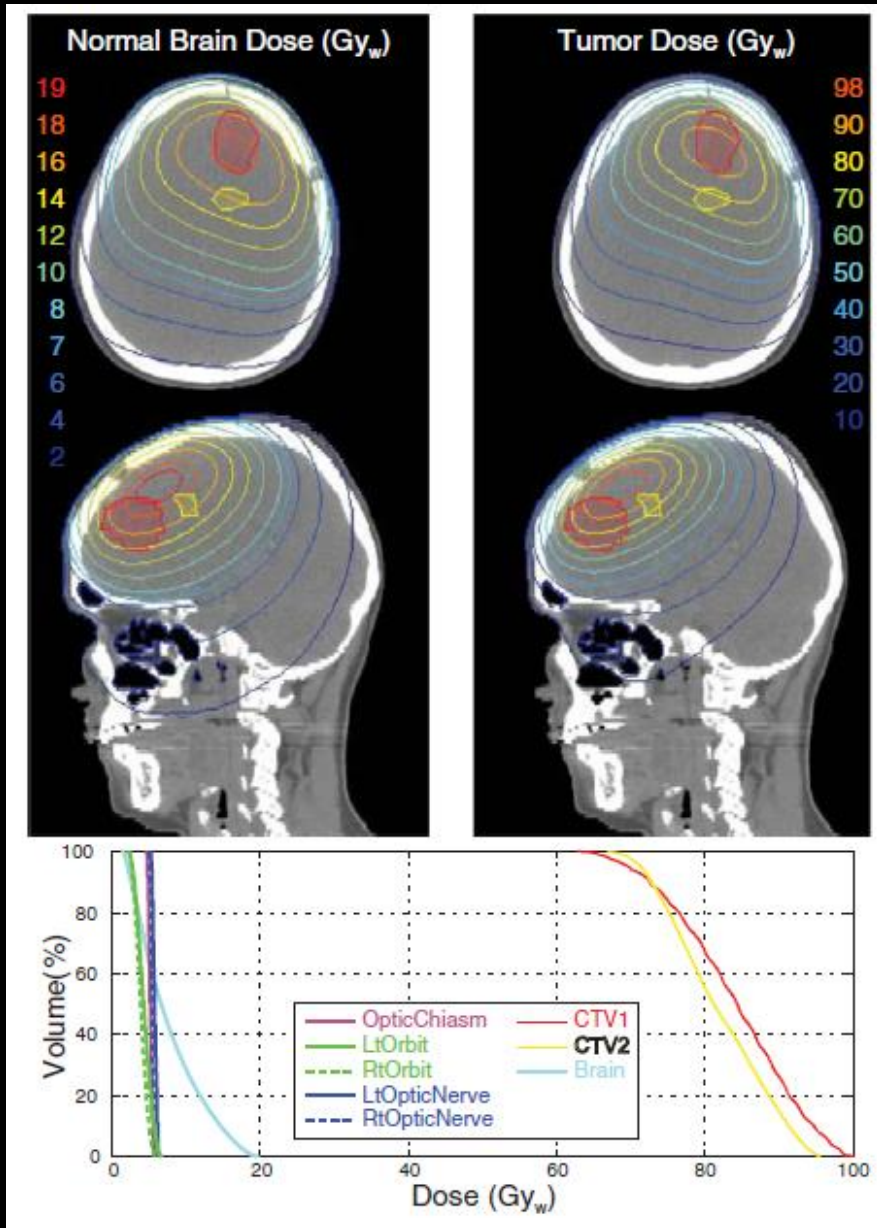 Normal Brain Dose (Gyw)
19
18
16
14
12
10
8
7
6
4
2
Tumor Dose (Gyw)
98
90
80
70
60
50
40
30
20
10
Volume(%)
100
80
60
40
20
0
OpticChiasm
LtOrbit
RtOrbit
LtOpticNerve
RtOpticNerve
CTV1
CTV2
Brain
0 20 40 60 80 100
Dose (Gyw)